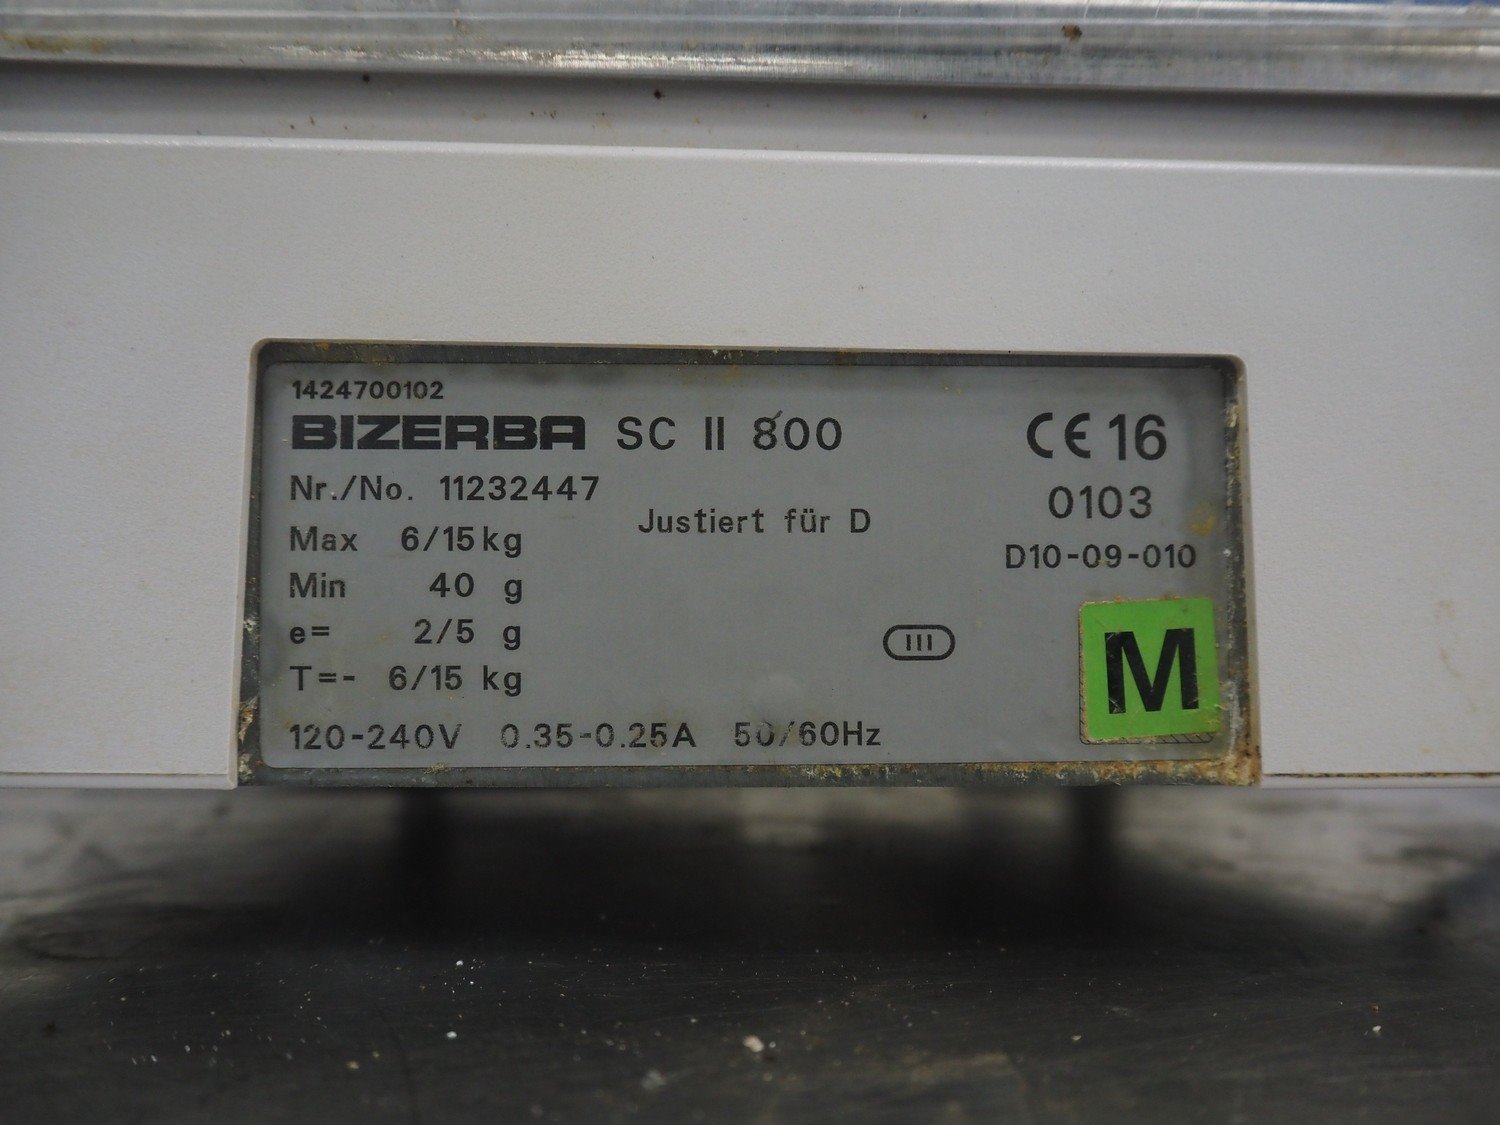 1424700102
BIZERBA SC II 800
CE 16
Nr./No. 11232447
0103
Justiert für D
Max 6/15 kg
D10-09-010
Min 40 g
e= 2/5 g
III
M
T=- 6/15 kg
120-240V 0.35-0.25A 50/60Hz